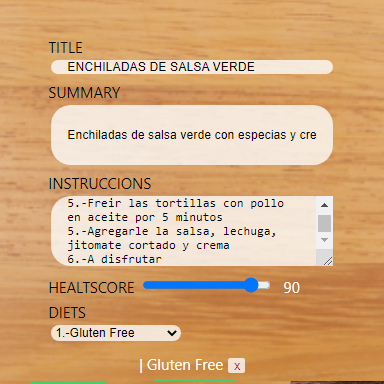 TITLE
ENCHILADAS DE SALSA VERDE
SUMMARY
Enchiladas de salsa verde con especias y cre
INSTRUCCIONS
5.-Freir las tortillas con pollo
en aceite por 5 minutos
5.-Agregarle la salsa, lechuga,
jitomate cortado y crema
6.-A disfrutar
HEALTSCORE 90
DIETS
1.-Gluten Free
| Gluten Free x